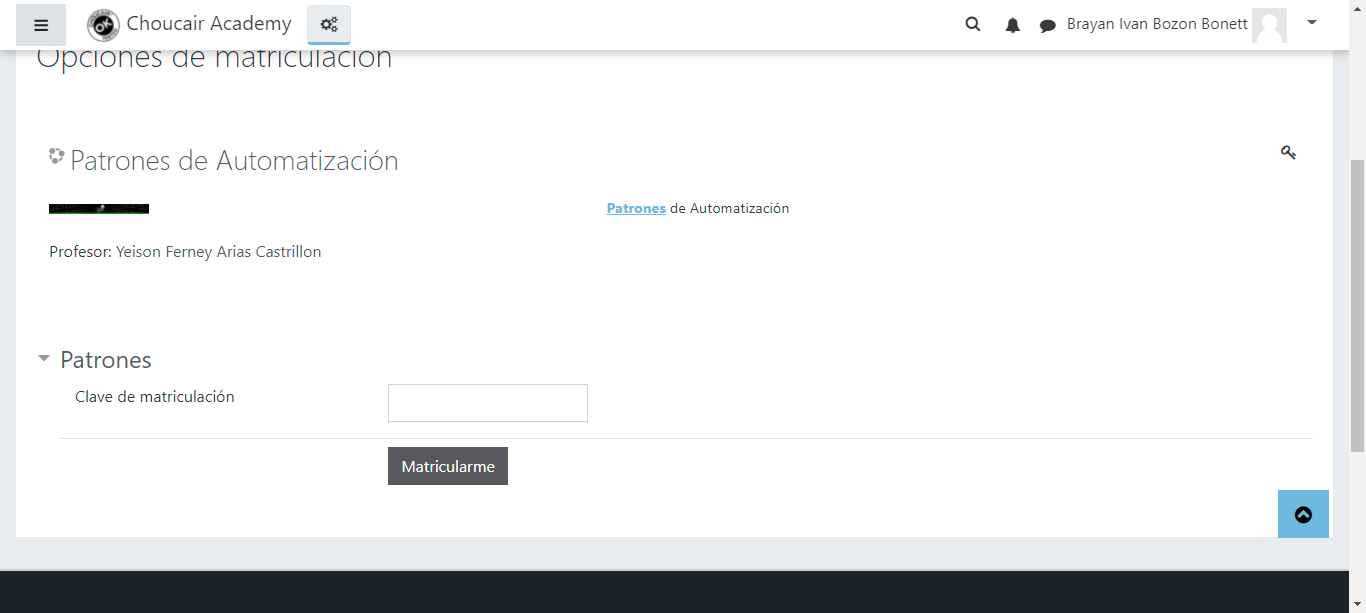 Choucair Academy
Brayan Ivan Bozon Bonett
Opciones de matriculación
Patrones de Automatización
Patrones de Automatización
Profesor: Yeison Ferney Arias Castrillon
Patrones
Clave de matriculación
Matricularme